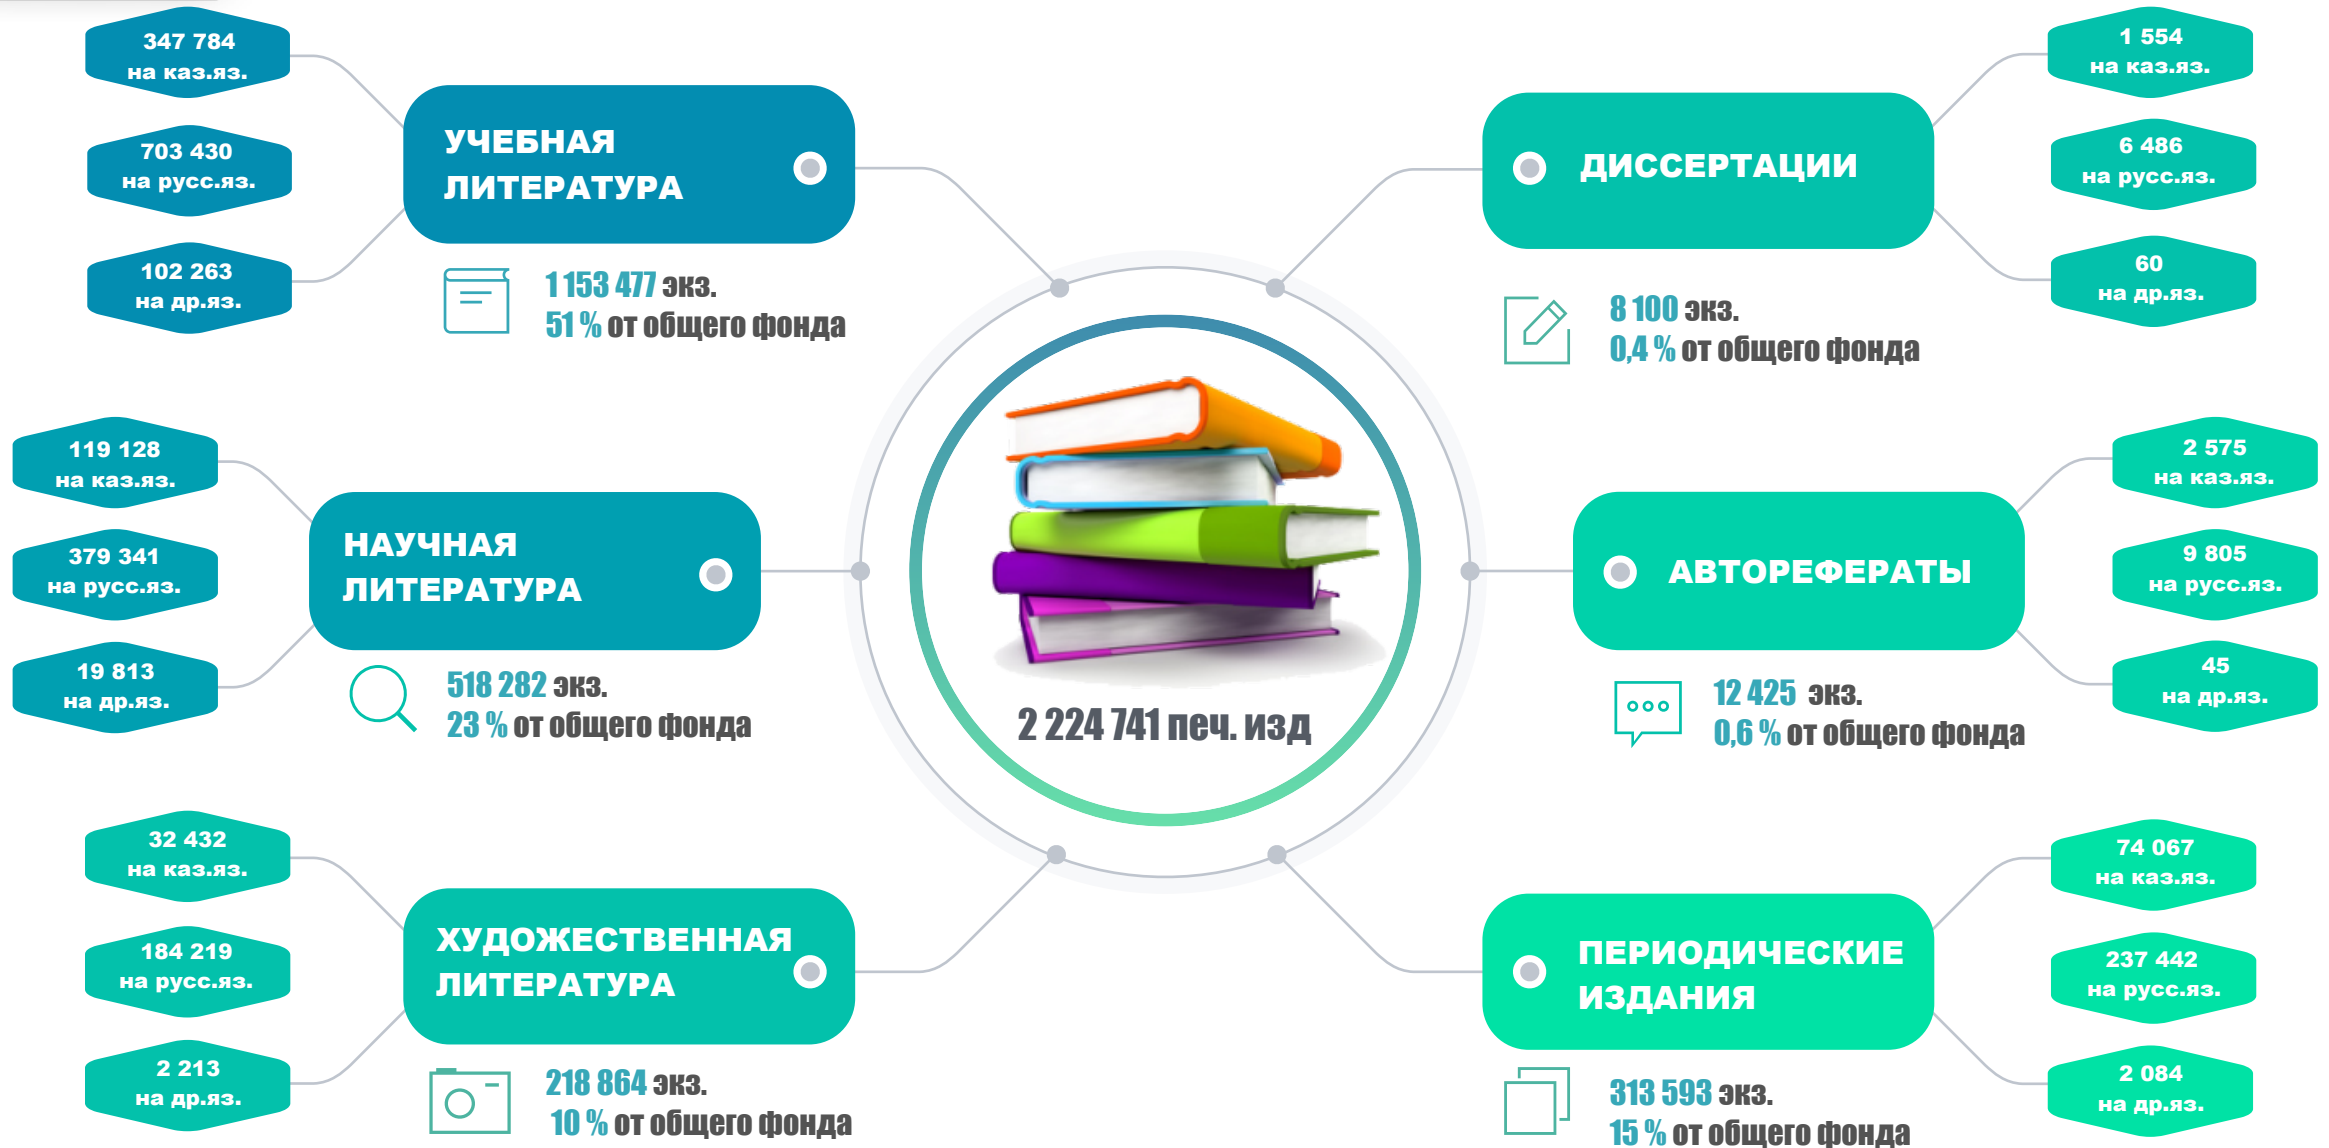 347 784
на каз.яз.
703 430
на русс.яз.
102 263
на др.яз.
УЧЕБНАЯ
ЛИТЕРАТУРА
1 153 477 экз.
51 % от общего фонда
119 128
на каз.яз.
379 341
на русс.яз.
19 813
на др.яз.
НАУЧНАЯ
ЛИТЕРАТУРА
518 282 экз.
23 % от общего фонда
32 432
на каз.яз.
184 219
на русс.яз.
2 213
на др.яз.
ХУДОЖЕСТВЕННАЯ
ЛИТЕРАТУРА
218 864 экз.
10 % от общего фонда
2 224 741 печ. изд
ДИССЕРТАЦИИ
8 100 экз.
0,4 % от общего фонда
1 554
на каз.яз.
6 486
на русс.яз.
60
на др.яз.
АВТОРЕФЕРАТЫ
12 425 экз.
0,6 % от общего фонда
2 575
на каз.яз.
9 805
на русс.яз.
45
на др.яз.
ПЕРИОДИЧЕСКИЕ
ИЗДАНИЯ
313 593 экз.
15 % от общего фонда
74 067
на каз.яз.
237 442
на русс.яз.
2 084
на др.яз.